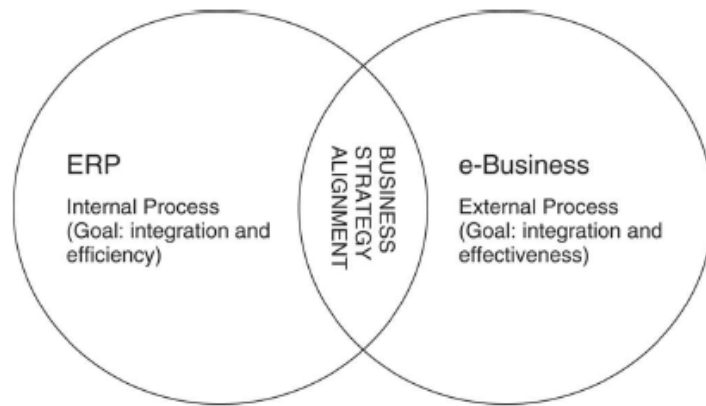 ERP
Internal Process
(Goal: integration and
efficiency)
BUSINESS
STRATEGY
ALIGNMENT
e-Business
External Process
(Goal: integration and
effectiveness)